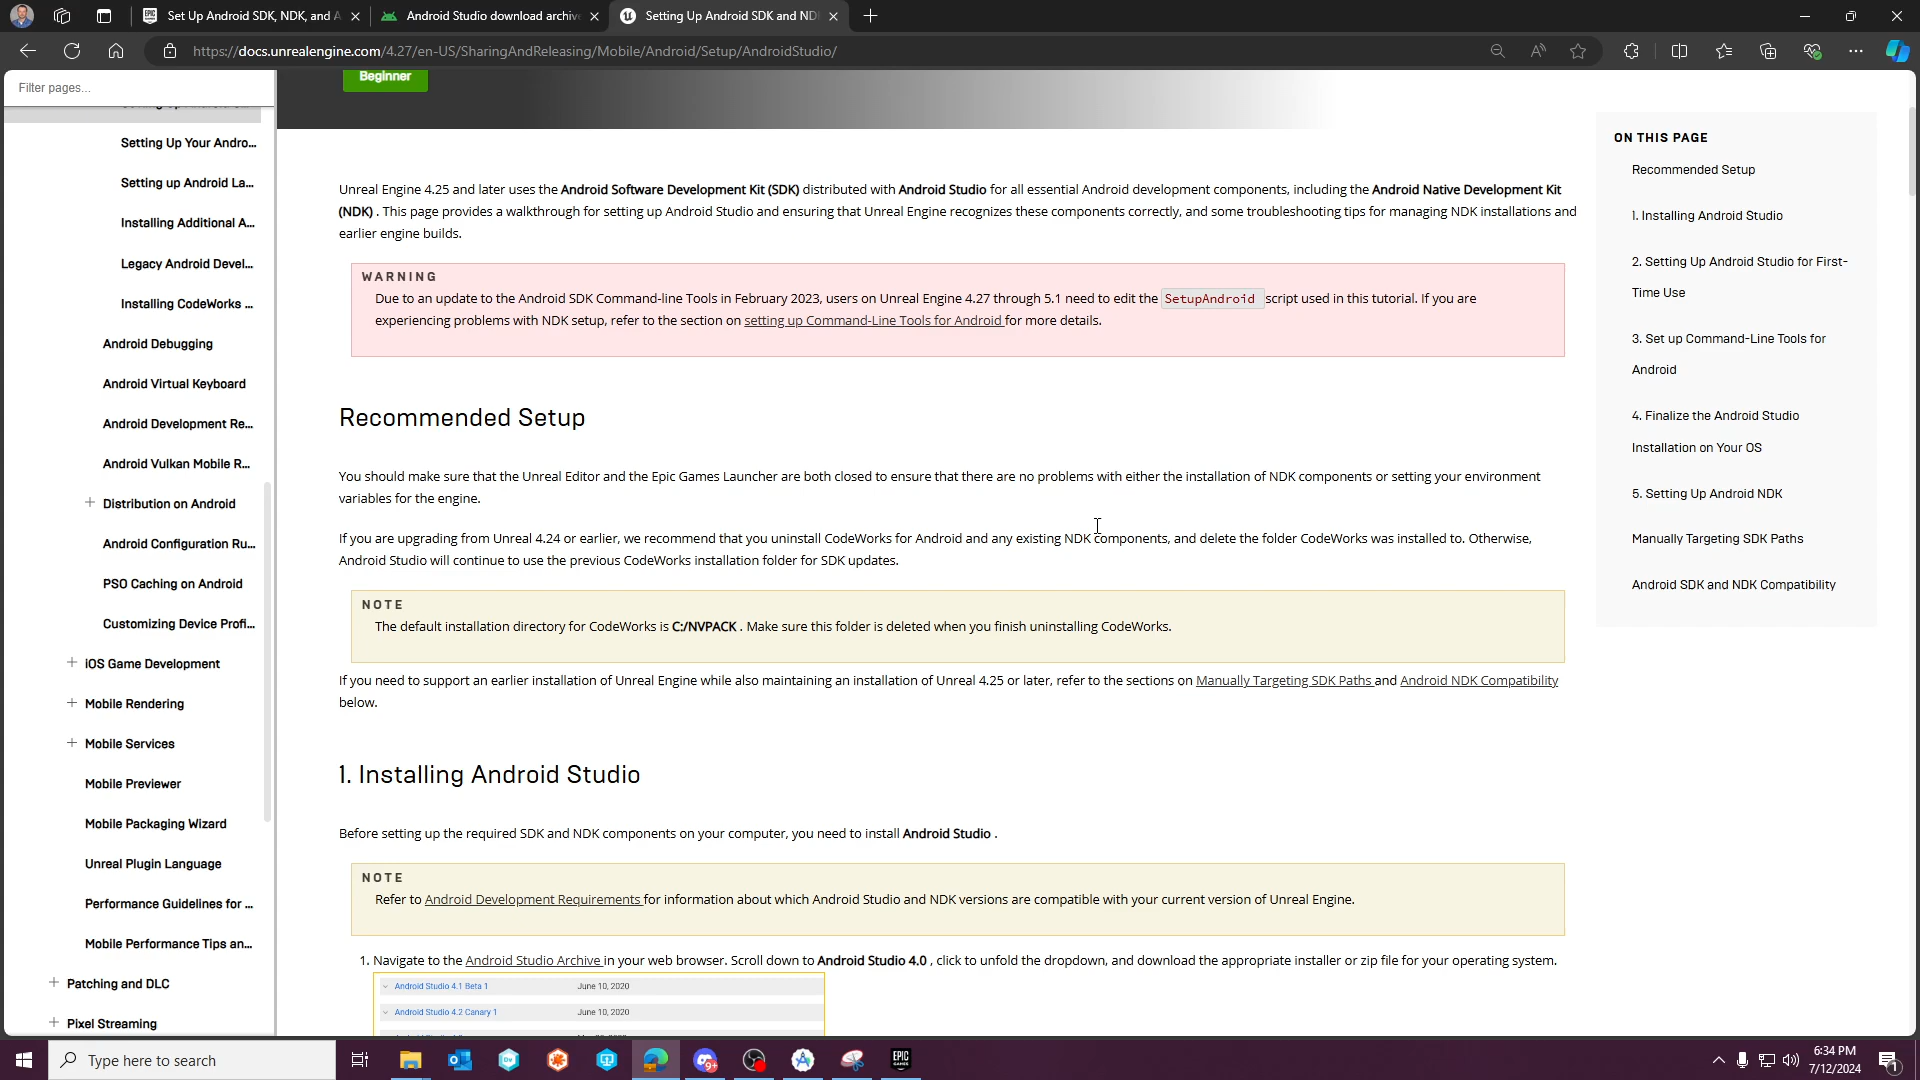 Set Up Android SDK, NDK, and A
Android Studio download archiv
Setting Up Android SDK and ND
https://docs.unrealengine.com/4.27/en-US/SharingAndReleasing/Mobile/Android/Setup/AndroidStudio/
Filter pages...
Setting Up Your Andro...
Setting up Android La...
Installing Additional A...
Legacy Android Devel...
Installing CodeWorks ...
Android Debugging
Android Virtual Keyboard
Android Development Re...
Android Vulkan Mobile R...
Distribution on Android
Android Configuration Ru...
PSO Caching on Android
Customizing Device Profi...
iOS Game Development
Mobile Rendering
Mobile Services
Mobile Previewer
Mobile Packaging Wizard
Unreal Plugin Language
Performance Guidelines for ...
Mobile Performance Tips an...
Patching and DLC
Pixel Streaming
Beginner
Unreal Engine 4.25 and later uses the Android Software Development Kit (SDK) distributed with Android Studio for all essential Android development components, including the Android Native Development Kit
(NDK) . This page provides a walkthrough for setting up Android Studio and ensuring that Unreal Engine recognizes these components correctly, and some troubleshooting tips for managing NDK installations and
earlier engine builds.
WARNING
Due to an update to the Android SDK Command-line Tools in February 2023, users on Unreal Engine 4.27 through 5.1 need to edit the SetupAndroid script used in this tutorial. If you are
experiencing problems with NDK setup, refer to the section on setting up Command-Line Tools for Android for more details.
Recommended Setup
You should make sure that the Unreal Editor and the Epic Games Launcher are both closed to ensure that there are no problems with either the installation of NDK components or setting your environment
variables for the engine.
If you are upgrading from Unreal 4.24 or earlier, we recommend that you uninstall CodeWorks for Android and any existing NDK components, and delete the folder CodeWorks was installed to. Otherwise,
Android Studio will continue to use the previous CodeWorks installation folder for SDK updates.
NOTE
The default installation directory for CodeWorks is C:/NVPACK . Make sure this folder is deleted when you finish uninstalling CodeWorks.
If you need to support an earlier installation of Unreal Engine while also maintaining an installation of Unreal 4.25 or later, refer to the sections on Manually Targeting SDK Paths and Android NDK Compatibility
below.
1. Installing Android Studio
Before setting up the required SDK and NDK components on your computer, you need to install Android Studio .
NOTE
Refer to Android Development Requirements for information about which Android Studio and NDK versions are compatible with your current version of Unreal Engine.
1. Navigate to the Android Studio Archive in your web browser. Scroll down to Android Studio 4.0 , click to unfold the dropdown, and download the appropriate installer or zip file for your operating system.
Android Studio 4.1 Beta 1 June 10, 2020
Android Studio 4.2 Canary 1 June 10, 2020
ON THIS PAGE
Recommended Setup
1. Installing Android Studio
2. Setting Up Android Studio for First-
Time Use
3. Set up Command-Line Tools for
Android
4. Finalize the Android Studio
Installation on Your OS
5. Setting Up Android NDK
Manually Targeting SDK Paths
Android SDK and NDK Compatibility
Type here to search
9+
EPIC
GAMES
6:34 PM
7/12/2024
1